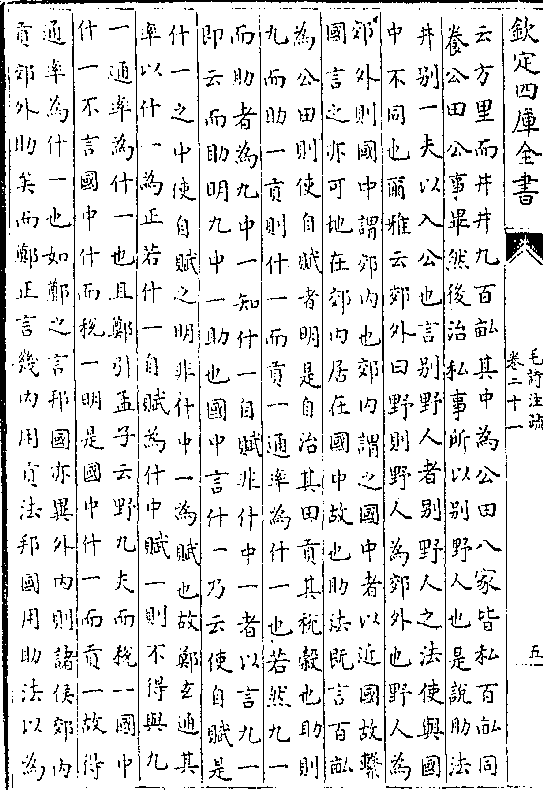 欽定四庫全書
毛詩注疏
卷二十一
五
云方里而井井九百畝其中為公田八家皆私百畝同
養公田公事畢然後治私事所以别野人也是說助法
井别一夫以入公也言别野人者别野人之法使與國
中不同也爾雅云郊外曰野則野人為郊外也野人為
郊外則國中謂郊内也郊内謂之國中者以近國故繫
國言之亦可地在郊内居在國中故也助法既言百畝
為公田則使自賦者明是自治其田貢其稅穀也助則
九而助一貢則什一而貢一通率為什一也若然九一
而助者為九中一知什一自賦非什中一者以言九一
即云而助明九中一助也國中言什一乃云使自賦是
什一之中使自賦之明非什中一為賦也故鄭𤣥通其
率以什一為正若什一自賦為什中賦一則不得與九
一通率為什一也且鄭引孟子云野九夫而稅一國中
什一不言國中什而稅一明是國中什一而貢一故得
通率為什一也如鄭之言邦國亦異外内則諸侯郊内
貢郊外助矣而鄭正言畿内用貢法邦國用助法以為